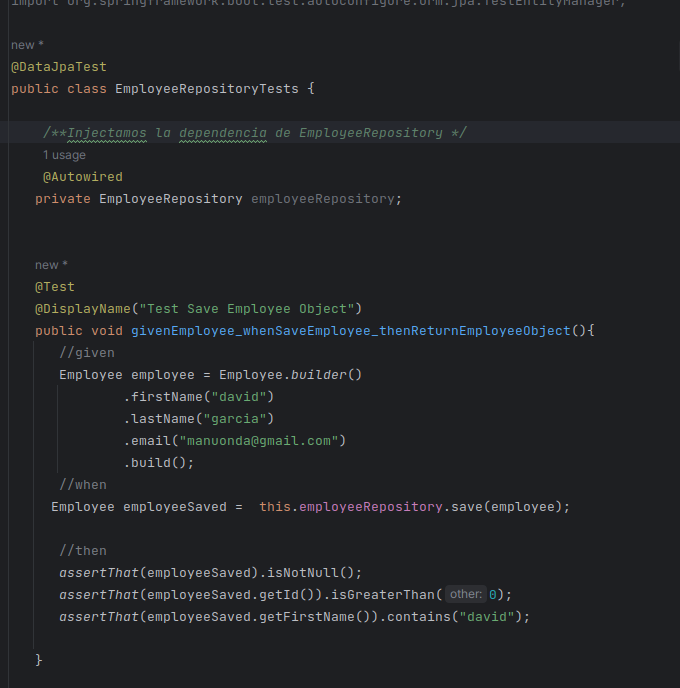 import org.springframework.boot.test.autoconfigure.orm.jpa.TestEntityManager;
new *
@DataJpaTest
public class EmployeeRepositoryTests {
/**Injectamos la dependencia de EmployeeRepository */
1 usage
@Autowired
private EmployeeRepository employeeRepository;
new *
@Test
@DisplayName("Test Save Employee Object")
public void givenEmployee_whenSaveEmployee_thenReturnEmployeeObject(){
//given
Employee employee = Employee.builder()
.firstName("david")
.lastName("garcia")
.email("manuonda@gmail.com")
.build();
//when
Employee employeeSaved =  this.employeeRepository.save(employee);
//then
assertThat(employeeSaved).isNotNull();
assertThat(employeeSaved.getId()).isGreaterThan( other: 0);
assertThat(employeeSaved.getFirstName()).contains("david");
}